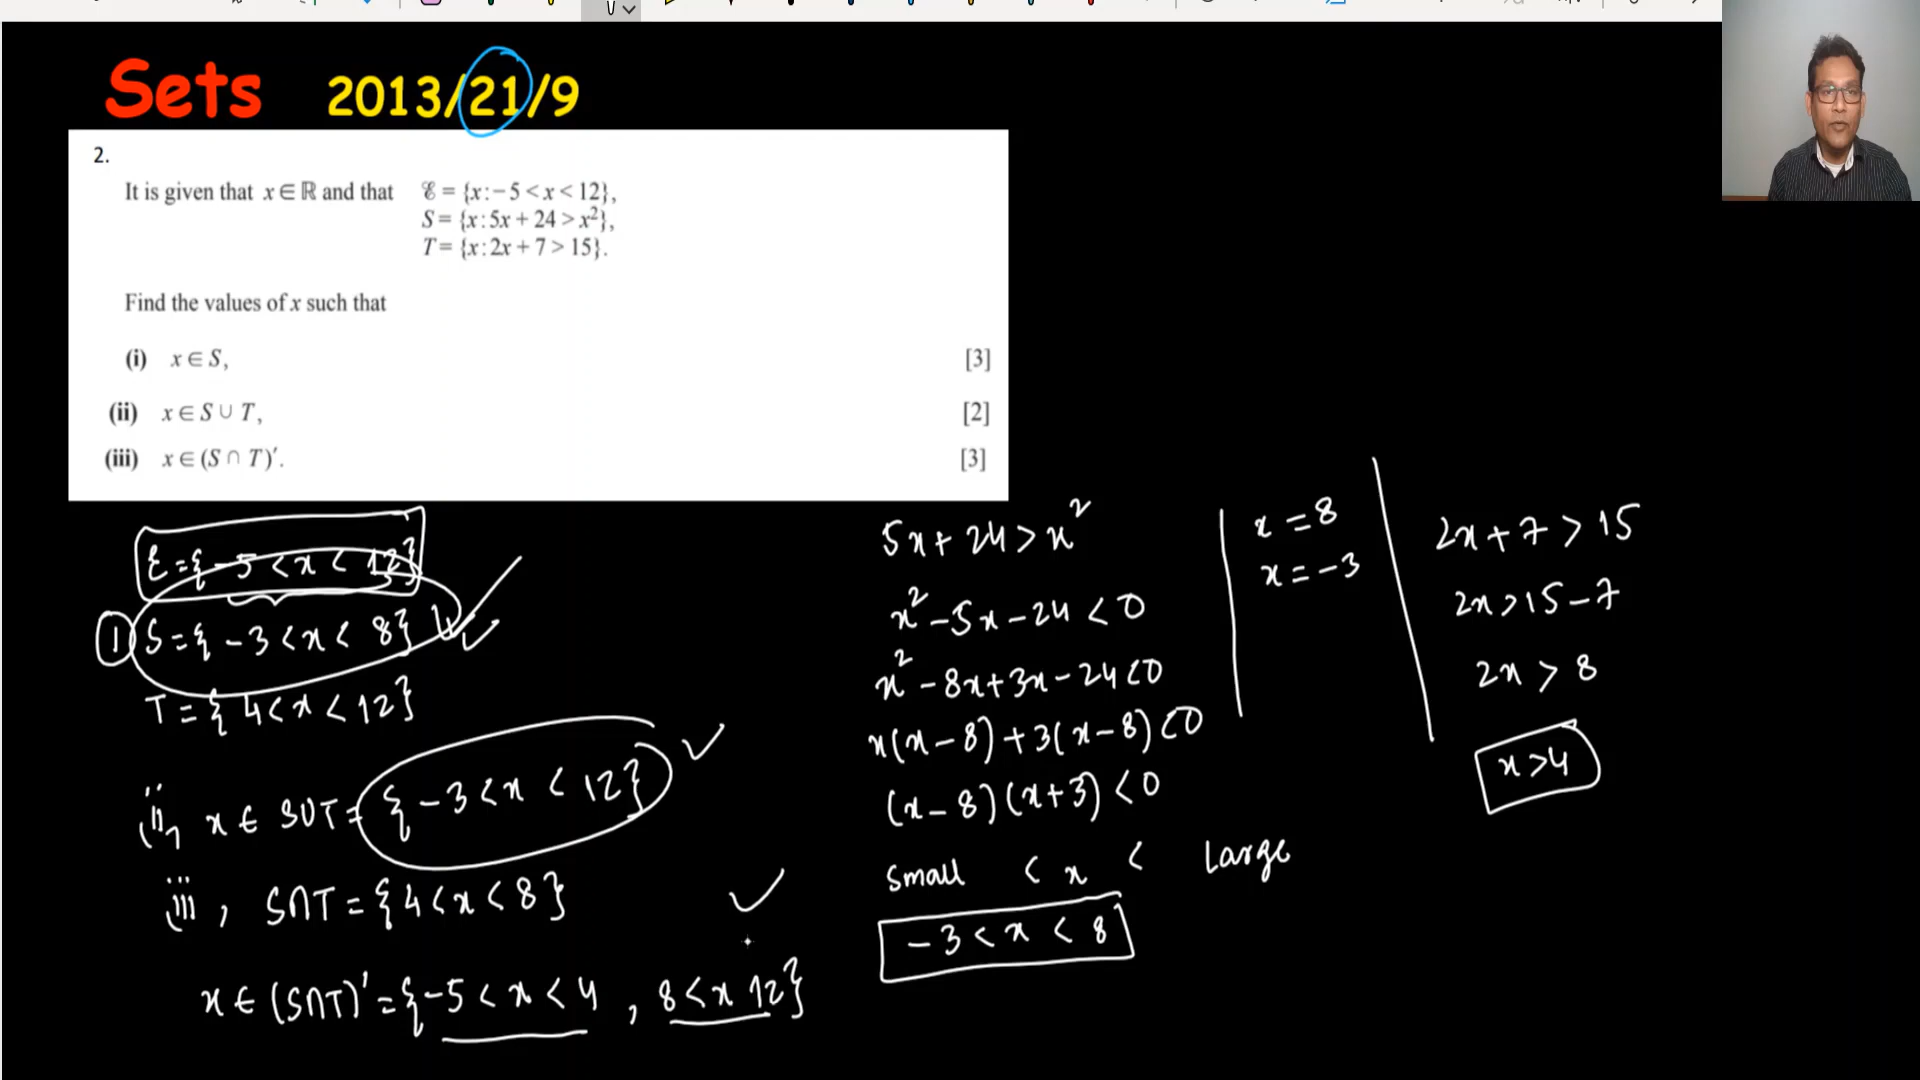 Sets 2013/21/9
2.
It is given that x ∈ ℝ and that ℰ = {x : −5 < x < 12},
S = {x : 5x + 24 > x²},
T = {x : 2x + 7 > 15}.
Find the values of x such that
(i) x ∈ S, [3]
(ii) x ∈ S ∪ T, [2]
(iii) x ∈ (S ∩ T)′. [3]
ℰ = {-5 < x < 12}
① S = {-3 < x < 8}
T = {4 < x < 12}
ii, x ∈ S∪T = {-3 < x < 12}
iii, S∩T = {4 < x < 8}
x ∈ (S∩T)' = {-5 < x < 4 , 8 < x 12}
5x + 24 > x²
x² - 5x - 24 < 0
x² - 8x + 3x - 24 < 0
x(x - 8) + 3(x - 8) < 0
(x - 8)(x + 3) < 0
Small < x < Large
-3 < x < 8
x = 8
x = -3
2x + 7 > 15
2x > 15 - 7
2x > 8
x > 4